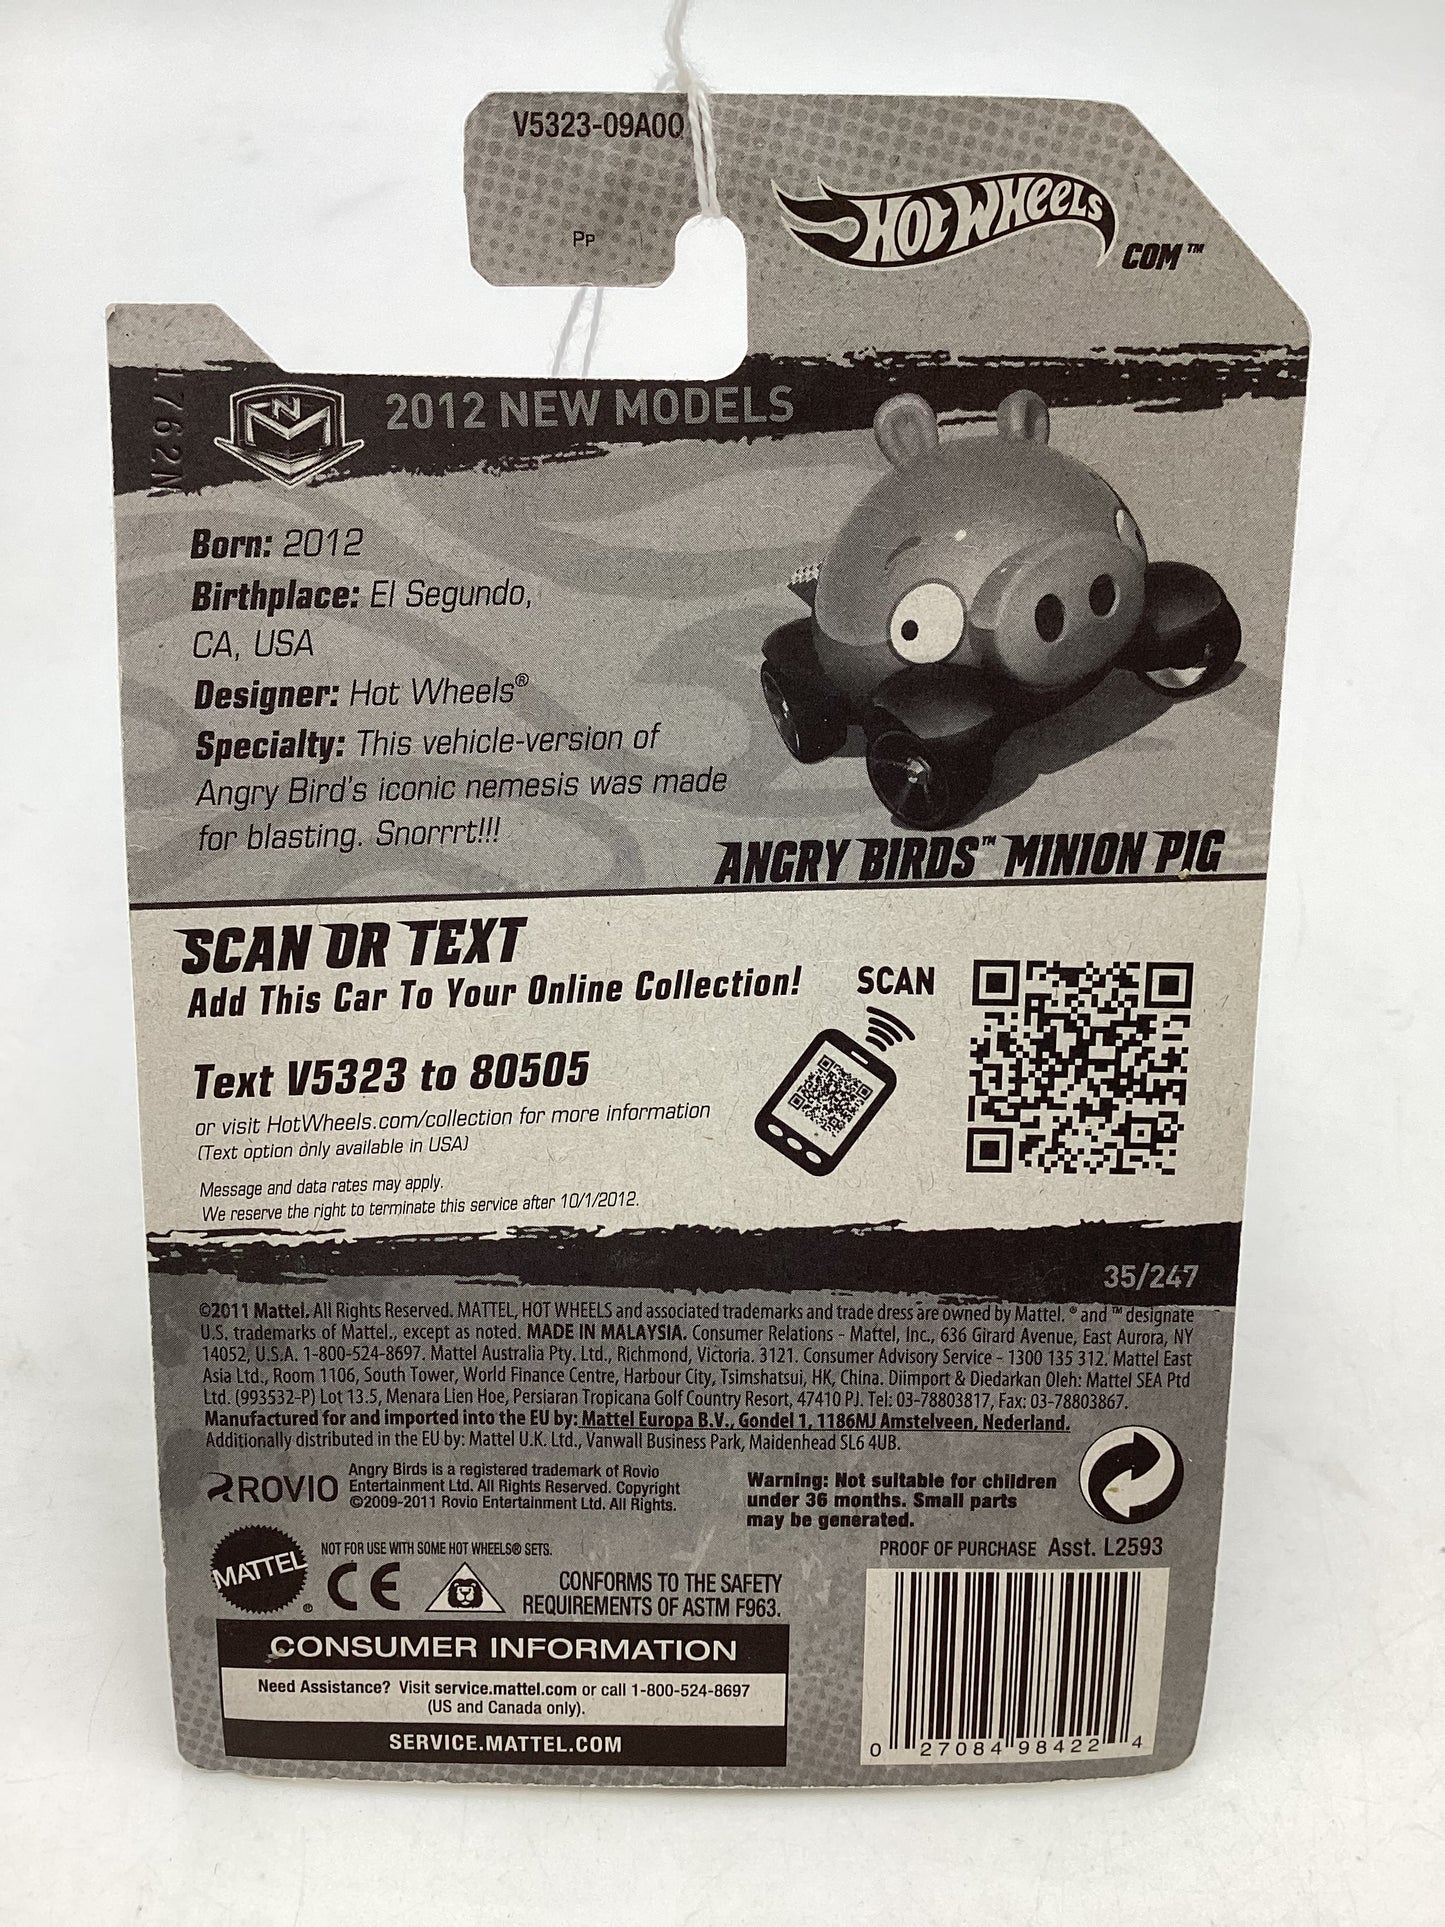 V5323-09A00
Pp
Hot Wheels
.COM™
L762N
NM
2012 NEW MODELS
Born: 2012
Birthplace: El Segundo,
CA, USA
Designer: Hot Wheels®
Specialty: This vehicle-version of
Angry Bird's iconic nemesis was made
for blasting. Snorrrt!!!
ANGRY BIRDS™ MINION PIG
SCAN OR TEXT
Add This Car To Your Online Collection!
SCAN
Text V5323 to 80505
or visit HotWheels.com/collection for more information
(Text option only available in USA)
Message and data rates may apply.
We reserve the right to terminate this service after 10/1/2012.
35/247
©2011 Mattel. All Rights Reserved. MATTEL, HOT WHEELS and associated trademarks and trade dress are owned by Mattel. ® and ™ designate
U.S. trademarks of Mattel., except as noted. MADE IN MALAYSIA. Consumer Relations - Mattel, Inc., 636 Girard Avenue, East Aurora, NY
14052, U.S.A. 1-800-524-8697. Mattel Australia Pty. Ltd., Richmond, Victoria. 3121. Consumer Advisory Service - 1300 135 312. Mattel East
Asia Ltd., Room 1106, South Tower, World Finance Centre, Harbour City, Tsimshatsui, HK, China. Diimport & Diedarkan Oleh: Mattel SEA Ptd
Ltd. (993532-P) Lot 13.5, Menara Lien Hoe, Persiaran Tropicana Golf Country Resort, 47410 PJ. Tel: 03-78803817, Fax: 03-78803867.
Manufactured for and imported into the EU by: Mattel Europa B.V., Gondel 1, 1186MJ Amstelveen, Nederland.
Additionally distributed in the EU by: Mattel U.K. Ltd., Vanwall Business Park, Maidenhead SL6 4UB.
ROVIO
Angry Birds is a registered trademark of Rovio
Entertainment Ltd. All Rights Reserved. Copyright
©2009-2011 Rovio Entertainment Ltd. All Rights.
Warning: Not suitable for children
under 36 months. Small parts
may be generated.
MATTEL®
NOT FOR USE WITH SOME HOT WHEELS® SETS.
CE
CONFORMS TO THE SAFETY
REQUIREMENTS OF ASTM F963.
PROOF OF PURCHASE Asst. L2593
CONSUMER INFORMATION
Need Assistance? Visit service.mattel.com or call 1-800-524-8697
(US and Canada only).
SERVICE.MATTEL.COM
0 27084 98422 4